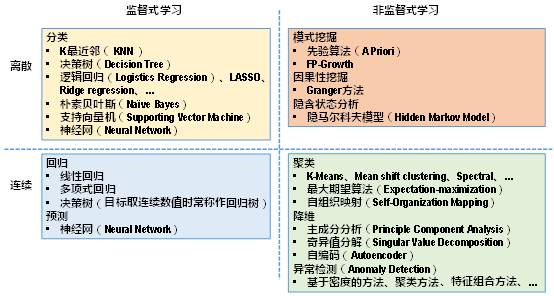 监督式学习
非监督式学习
离散
分类
▪ K最近邻（KNN）
▪ 决策树（Decision Tree）
▪ 逻辑回归（Logistics Regression）、LASSO、
Ridge regression、…
▪ 朴素贝叶斯（Naive Bayes）
▪ 支持向量机（Supporting Vector Machine）
▪ 神经网（Neural Network）
模式挖掘
▪ 先验算法（A Priori）
▪ FP-Growth
因果性挖掘
▪ Granger方法
隐含状态分析
▪ 隐马尔科夫模型（Hidden Markov Model）
连续
回归
▪ 线性回归
▪ 多项式回归
▪ 决策树（目标取连续数值时常称作回归树）
预测
▪ 神经网（Neural Network）
聚类
▪ K-Means、Mean shift clustering、Spectral、…
▪ 最大期望算法（Expectation-maximization）
▪ 自组织映射（Self-Organization Mapping）
降维
▪ 主成分分析（Principle Component Analysis）
▪ 奇异值分解（Singular Value Decomposition）
▪ 自编码（Autoencoder）
异常检测（Anomaly Detection）
▪ 基于密度的方法、聚类方法、特征组合方法、…